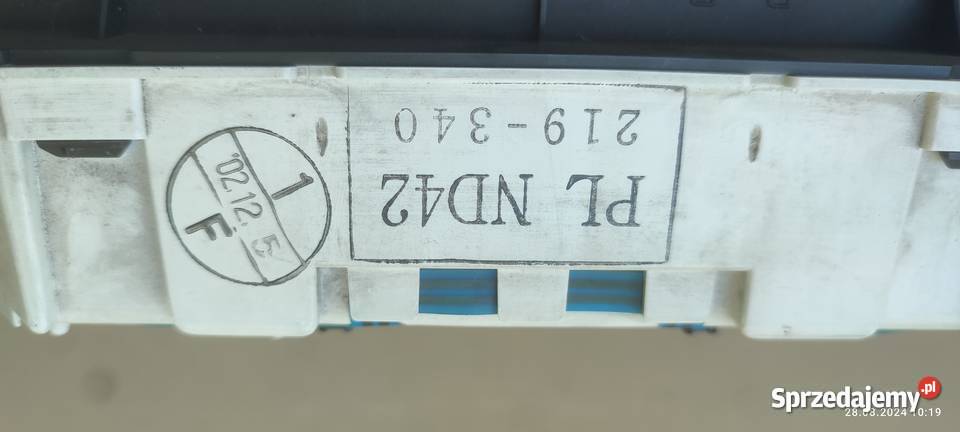 PL ND42
219-340
1
'02.12.5
F
Sprzedajemy.pl
28.03.2024 10:19